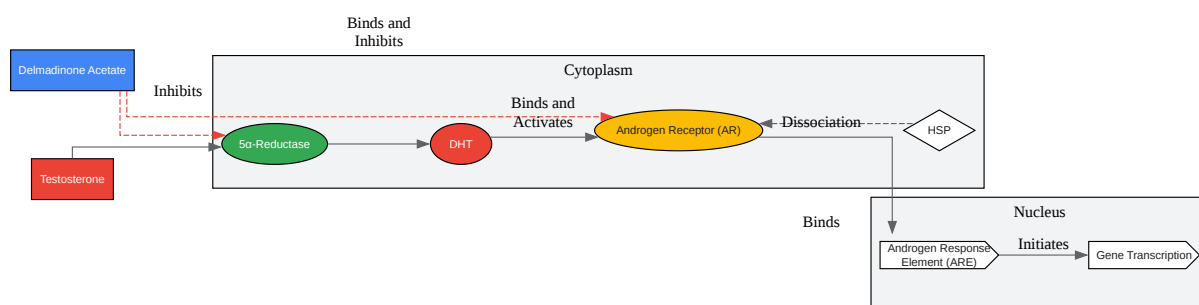 Binds and
Inhibits
Delmadinone Acetate
Cytoplasm
Inhibits
Binds and
Activates
Androgen Receptor (AR)
Dissociation
HSP
5α-Reductase
DHT
Testosterone
Binds
Nucleus
Androgen Response
Element (ARE)
Initiates
Gene Transcription